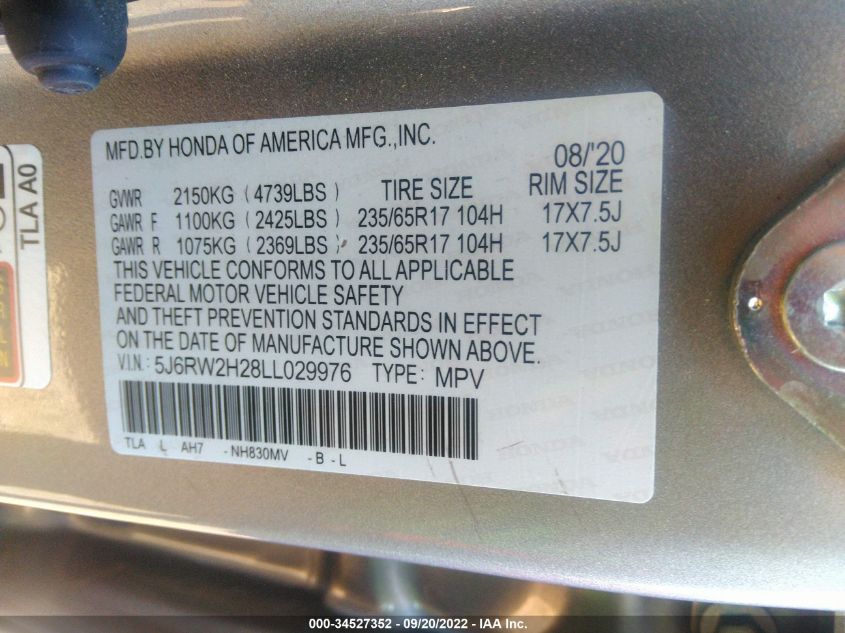 MFD.BY HONDA OF AMERICA MFG.,INC.
08/'20
GVWR 2150KG ( 4739LBS ) TIRE SIZE RIM SIZE
GAWR F 1100KG ( 2425LBS ) 235/65R17 104H 17X7.5J
GAWR R 1075KG ( 2369LBS ) 235/65R17 104H 17X7.5J
THIS VEHICLE CONFORMS TO ALL APPLICABLE
FEDERAL MOTOR VEHICLE SAFETY
AND THEFT PREVENTION STANDARDS IN EFFECT
ON THE DATE OF MANUFACTURE SHOWN ABOVE.
V.I.N.: 5J6RW2H28LL029976 TYPE: MPV
TLA L AH7 -NH830MV -B-L
TLA A0
000-34527352 - 09/20/2022 - IAA Inc.